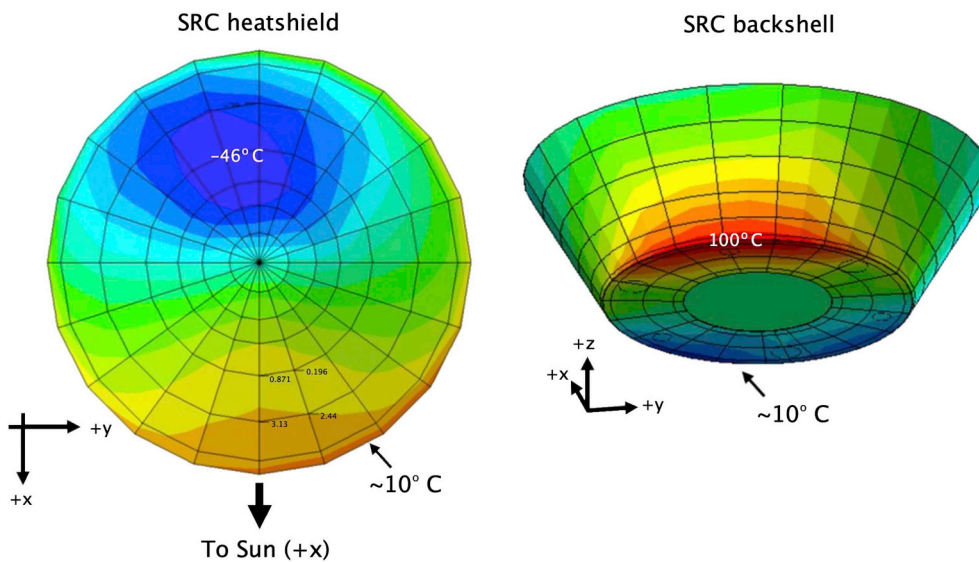 SRC heatshield
SRC backshell
–46° C
100° C
0.196
0.871
2.44
3.13
+y
+x
~10° C
To Sun (+x)
+z
+x
+y
~10° C